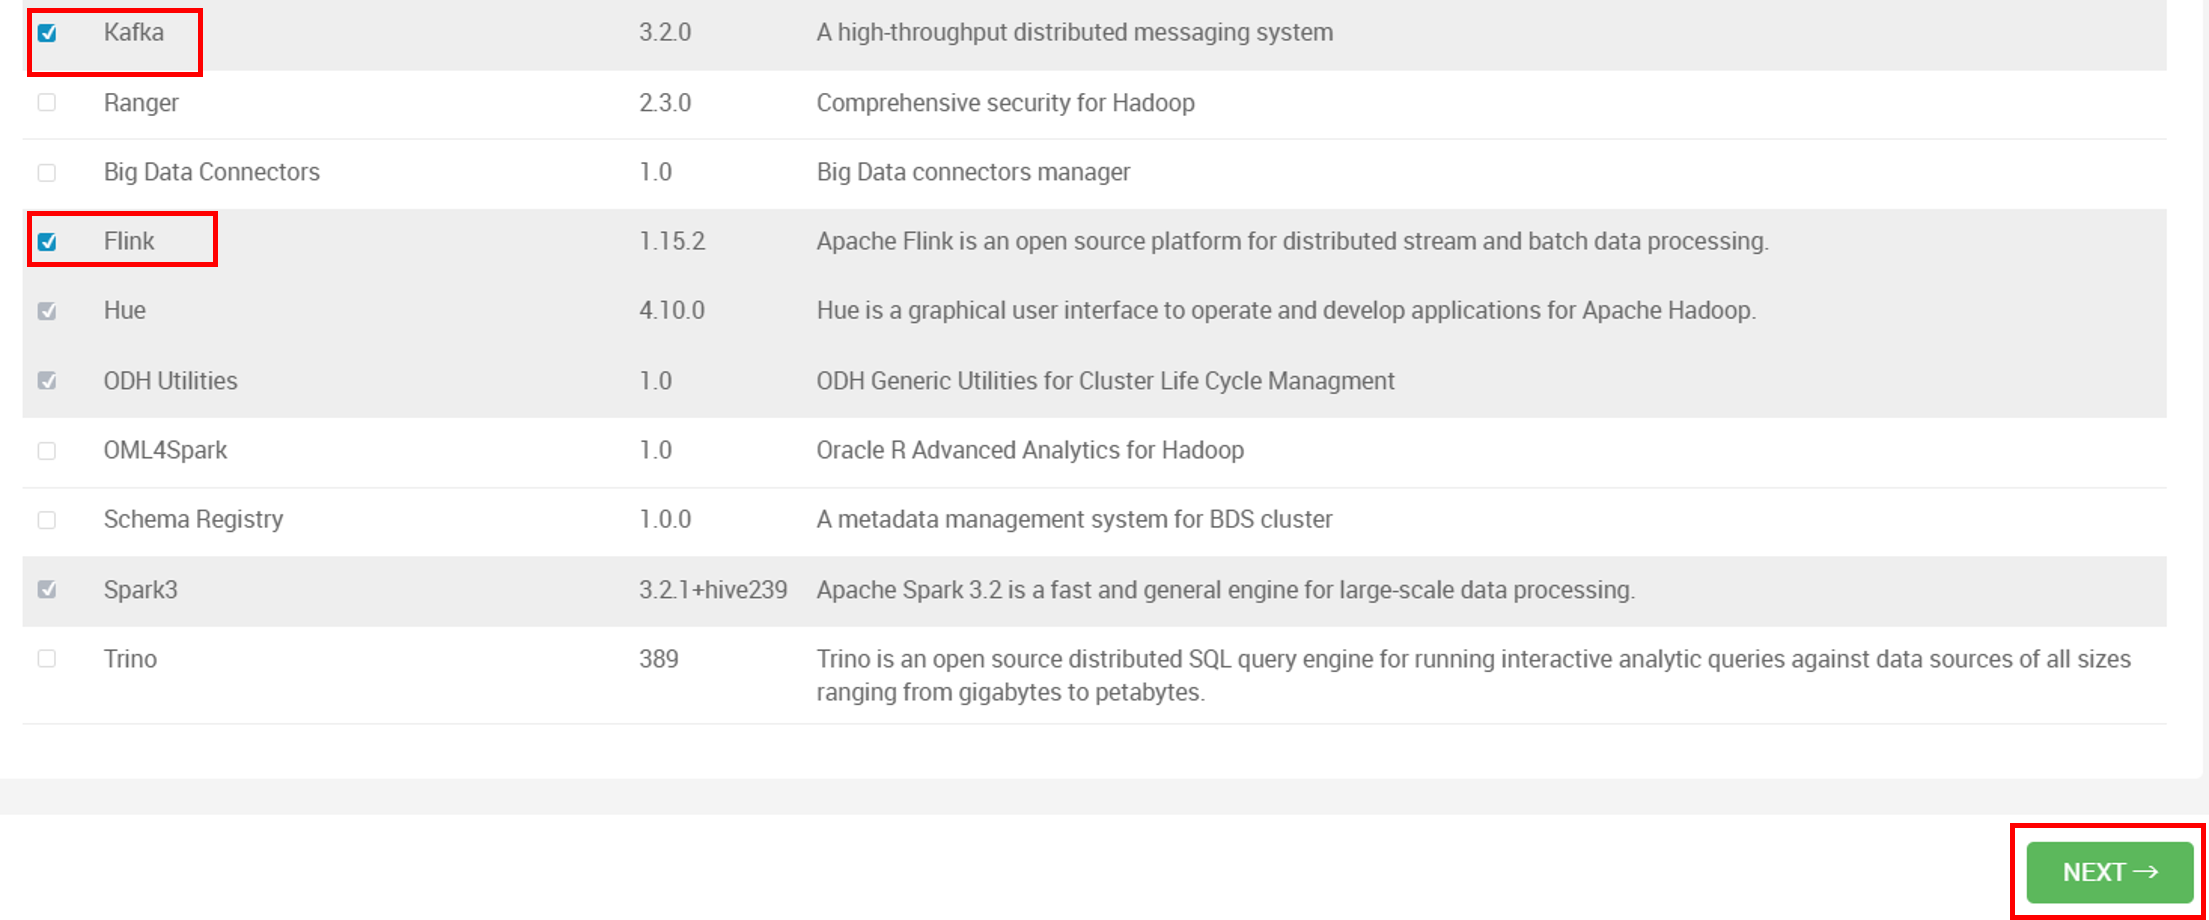 Kafka 3.2.0 A high-throughput distributed messaging system
Ranger 2.3.0 Comprehensive security for Hadoop
Big Data Connectors 1.0 Big Data connectors manager
Flink 1.15.2 Apache Flink is an open source platform for distributed stream and batch data processing.
Hue 4.10.0 Hue is a graphical user interface to operate and develop applications for Apache Hadoop.
ODH Utilities 1.0 ODH Generic Utilities for Cluster Life Cycle Managment
OML4Spark 1.0 Oracle R Advanced Analytics for Hadoop
Schema Registry 1.0.0 A metadata management system for BDS cluster
Spark3 3.2.1+hive239 Apache Spark 3.2 is a fast and general engine for large-scale data processing.
Trino 389 Trino is an open source distributed SQL query engine for running interactive analytic queries against data sources of all sizes
ranging from gigabytes to petabytes.
NEXT →